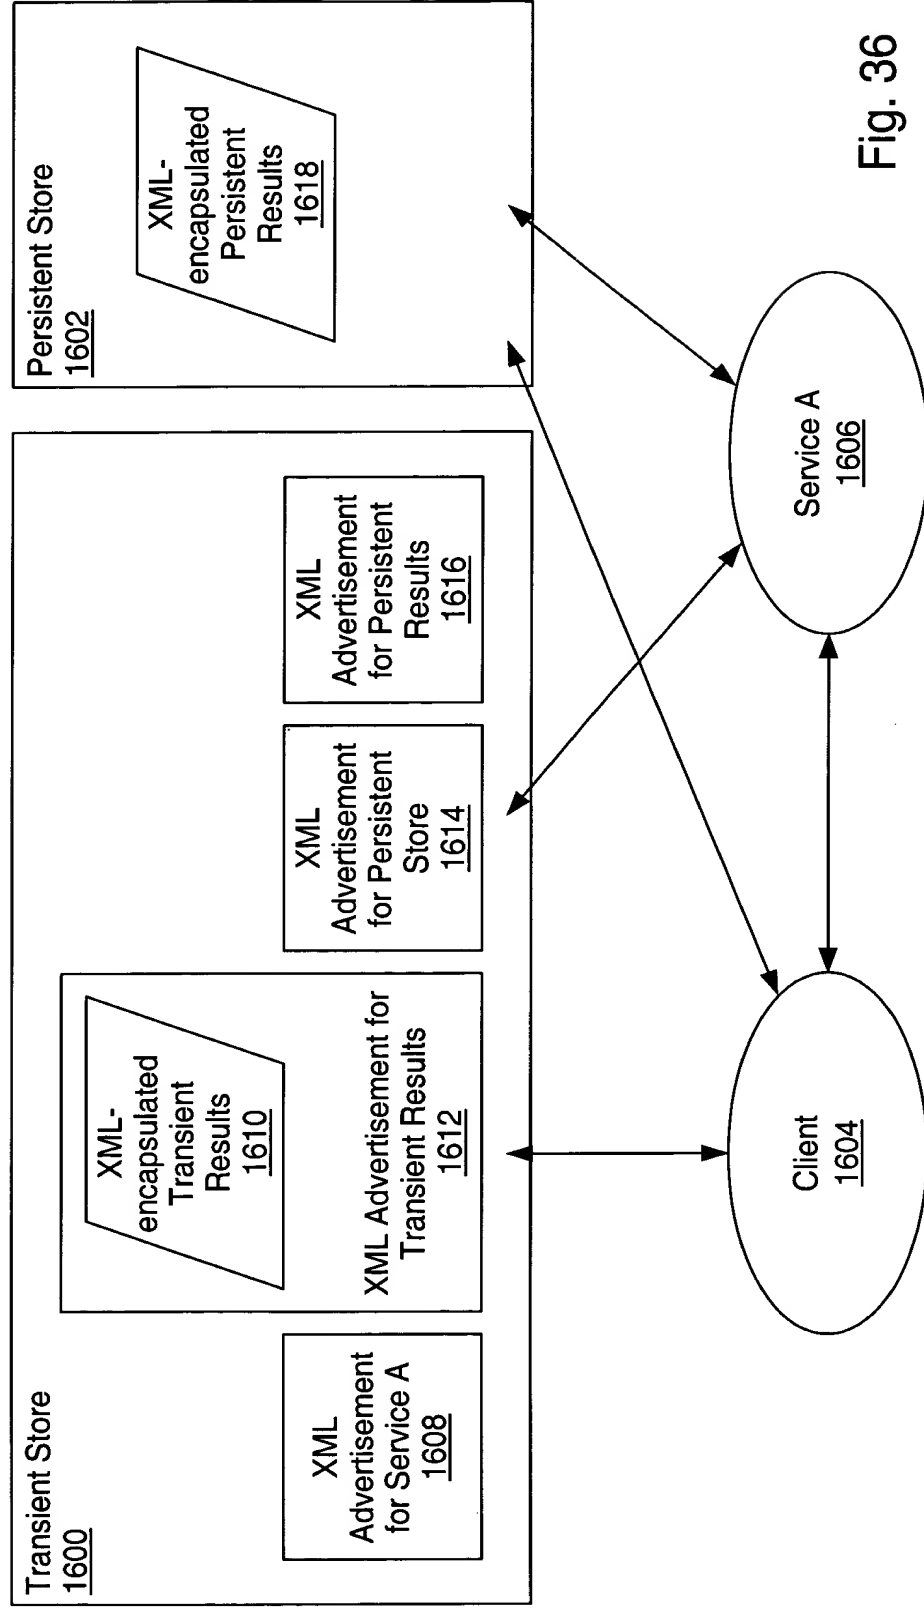 Transient Store
1600
XML
Advertisement
for Service A
1608
XML-
encapsulated
Transient
Results
1610
XML Advertisement for
Transient Results
1612
XML
Advertisement
for Persistent
Store
1614
XML
Advertisement
for Persistent
Results
1616
Persistent Store
1602
XML-
encapsulated
Persistent
Results
1618
Client
1604
Service A
1606
Fig. 36